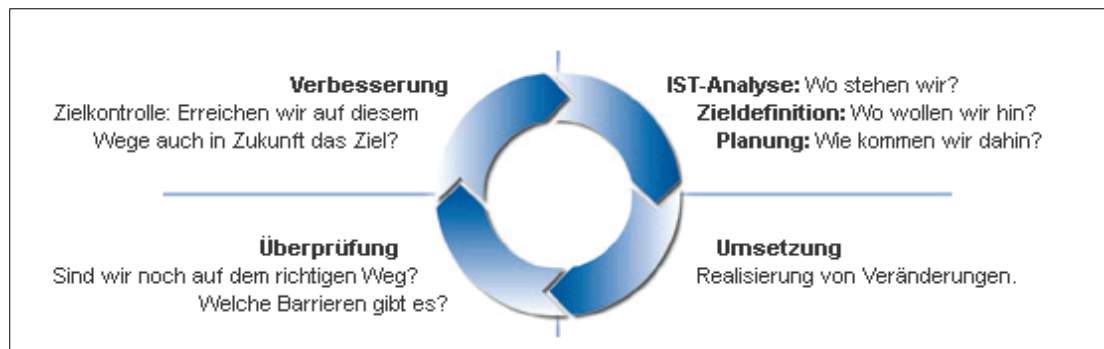 Verbesserung
Zielkontrolle: Erreichen wir auf diesem
Wege auch in Zukunft das Ziel?
IST-Analyse: Wo stehen wir?
Zieldefinition: Wo wollen wir hin?
Planung: Wie kommen wir dahin?
Überprüfung
Sind wir noch auf dem richtigen Weg?
Welche Barrieren gibt es?
Umsetzung
Realisierung von Veränderungen.